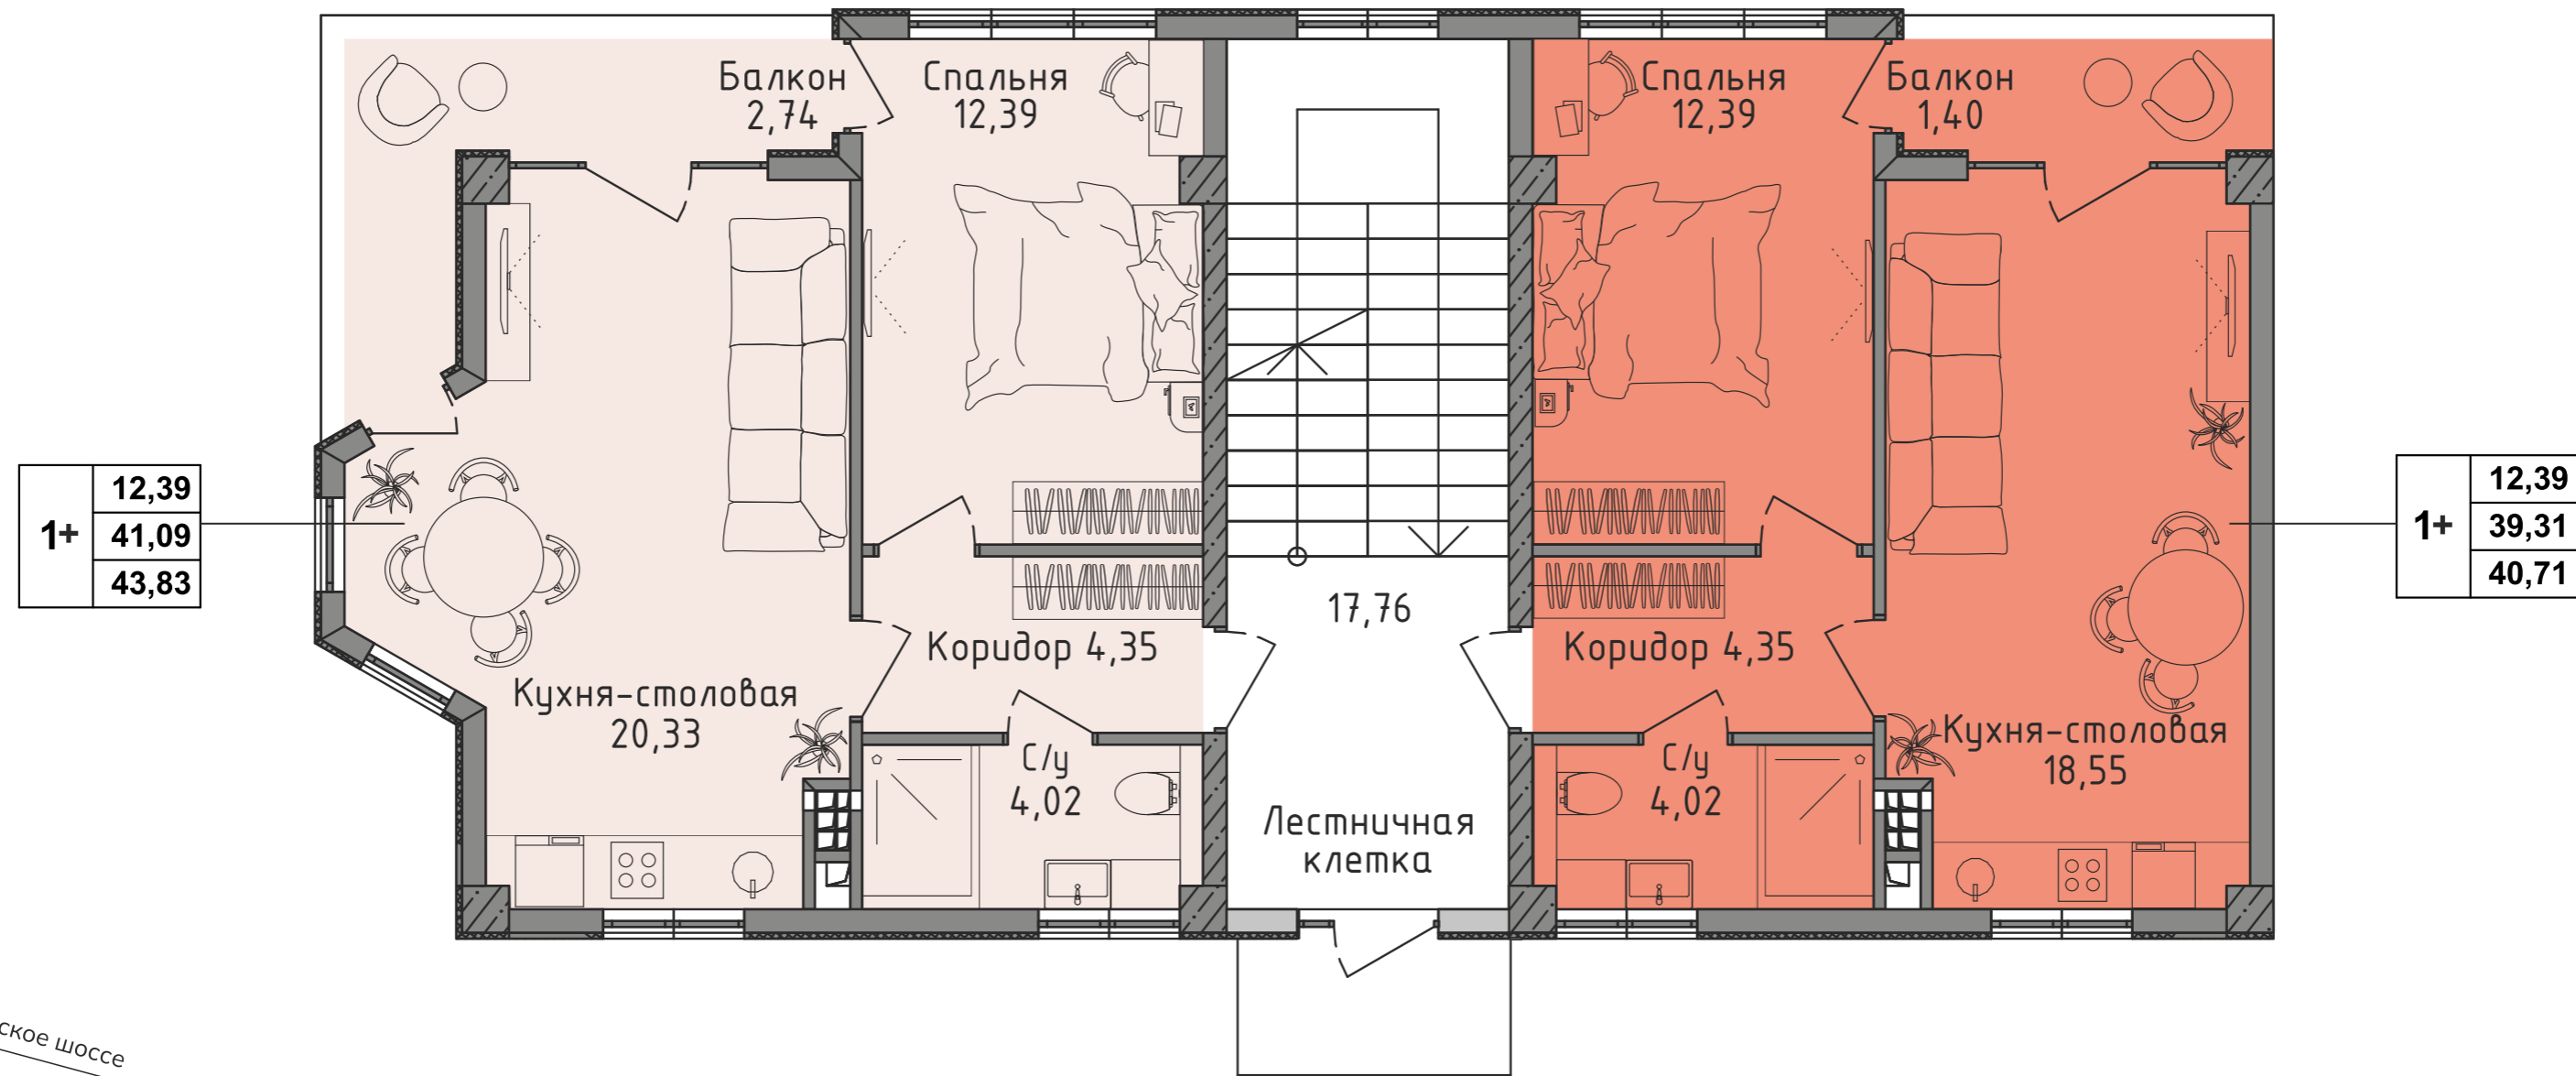 Балкон
2,74
Спальня
12,39
Спальня
12,39
Балкон
1,40
12,39
1+
41,09
43,83
12,39
1+
39,31
40,71
17,76
Коридор 4,35
Коридор 4,35
Кухня-столовая
20,33
Кухня-столовая
18,55
С/у
4,02
С/у
4,02
Лестничная
клетка
ское шоссе